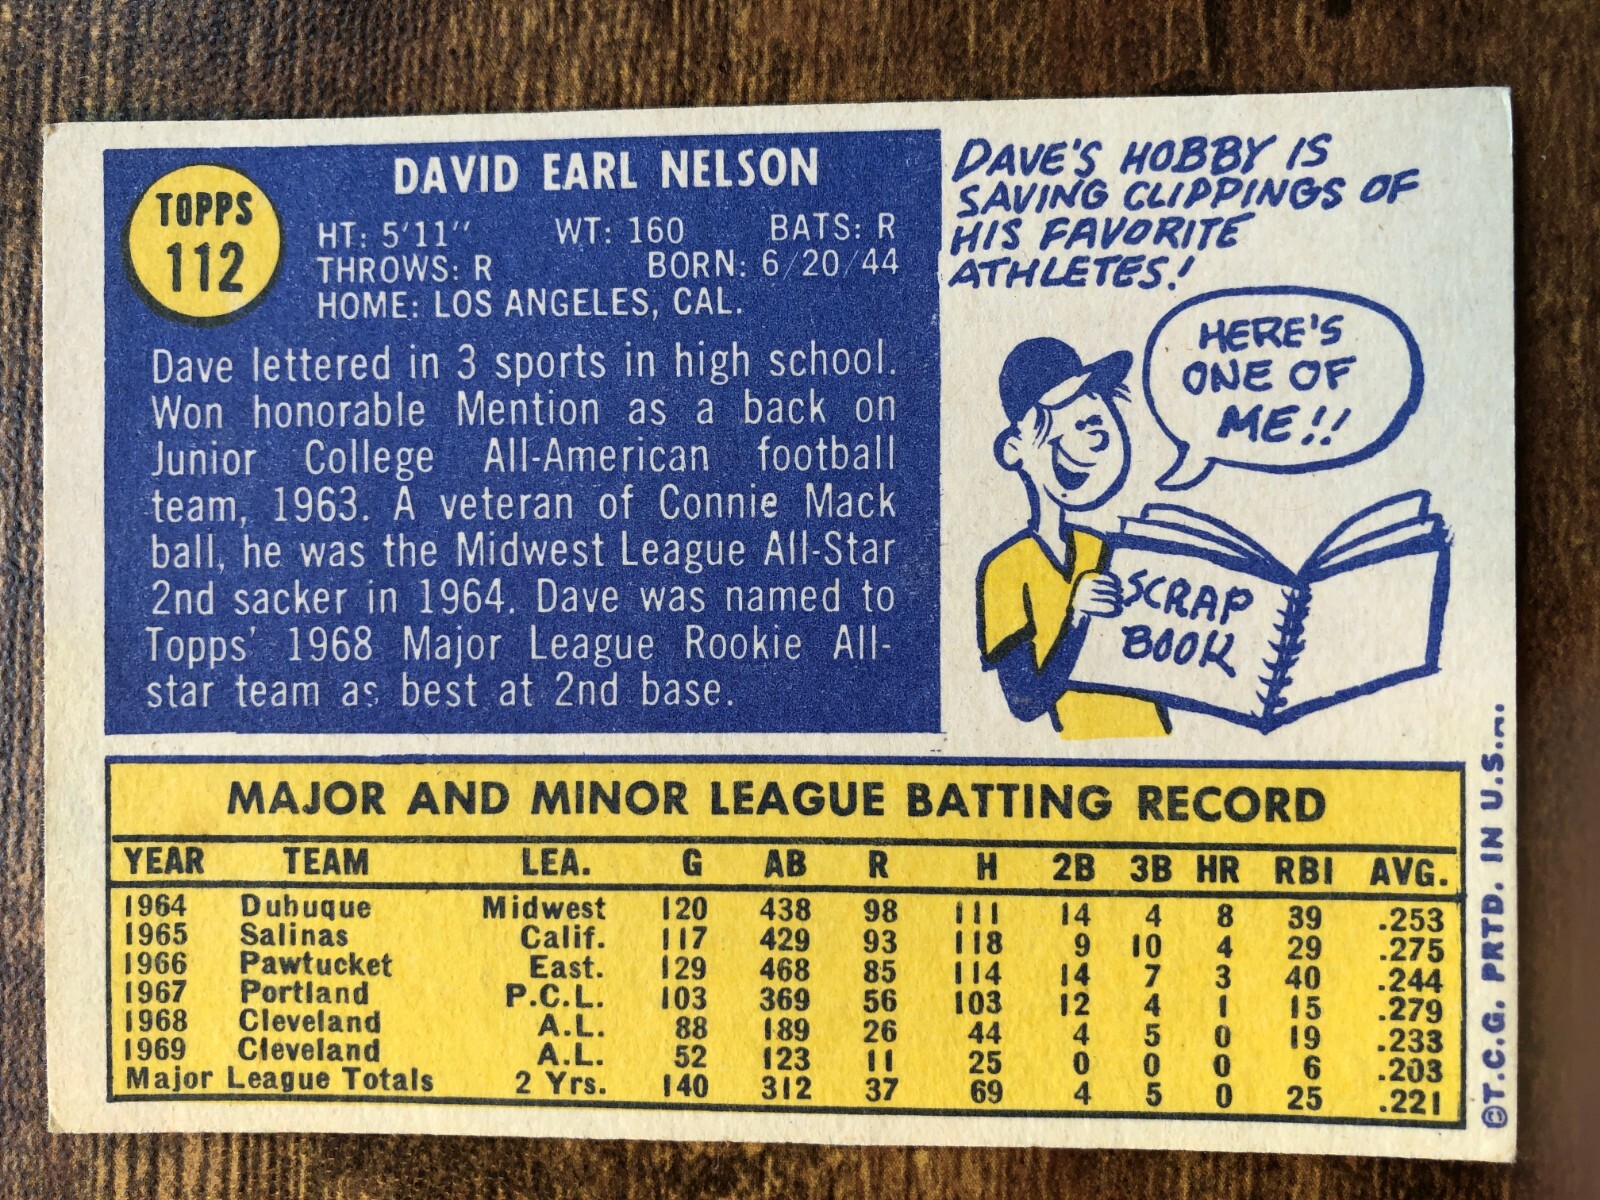 TOPPS
112
DAVID EARL NELSON
HT: 5'11" WT: 160 BATS: R
THROWS: R BORN: 6/20/44
HOME: LOS ANGELES, CAL.
Dave lettered in 3 sports in high school.
Won honorable Mention as a back on
Junior College All-American football
team, 1963. A veteran of Connie Mack
ball, he was the Midwest League All-Star
2nd sacker in 1964. Dave was named to
Topps' 1968 Major League Rookie All-
star team as best at 2nd base.
DAVE'S HOBBY IS
SAVING CLIPPINGS OF
HIS FAVORITE
ATHLETES!
HERE'S
ONE OF
ME!!
SCRAP
BOOK
MAJOR AND MINOR LEAGUE BATTING RECORD
YEAR TEAM LEA. G AB R H 2B 3B HR RBI AVG.
1964 Dubuque Midwest 120 438 98 111 14 4 8 39 .253
1965 Salinas Calif. 117 429 93 118 9 10 4 29 .275
1966 Pawtucket East. 129 468 85 114 14 7 3 40 .244
1967 Portland P.C.L. 103 369 56 103 12 4 1 15 .279
1968 Cleveland A.L. 88 189 26 44 4 5 0 19 .233
1969 Cleveland A.L. 52 123 11 25 0 0 0 6 .203
Major League Totals 2 Yrs. 140 312 37 69 4 5 0 25 .221
©T.C.G. PRTD. IN U.S.A.